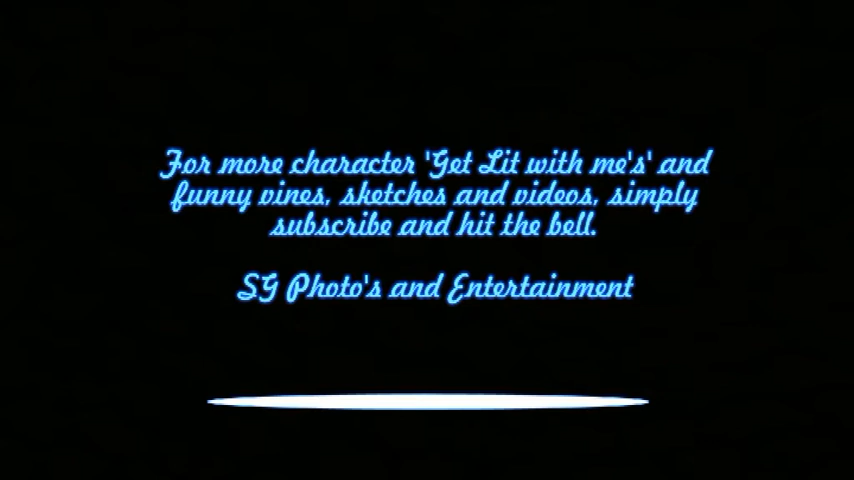 For more character 'Get Lit with me's' and
funny vines, sketches and videos, simply
subscribe and hit the bell.
SG Photo's and Entertainment